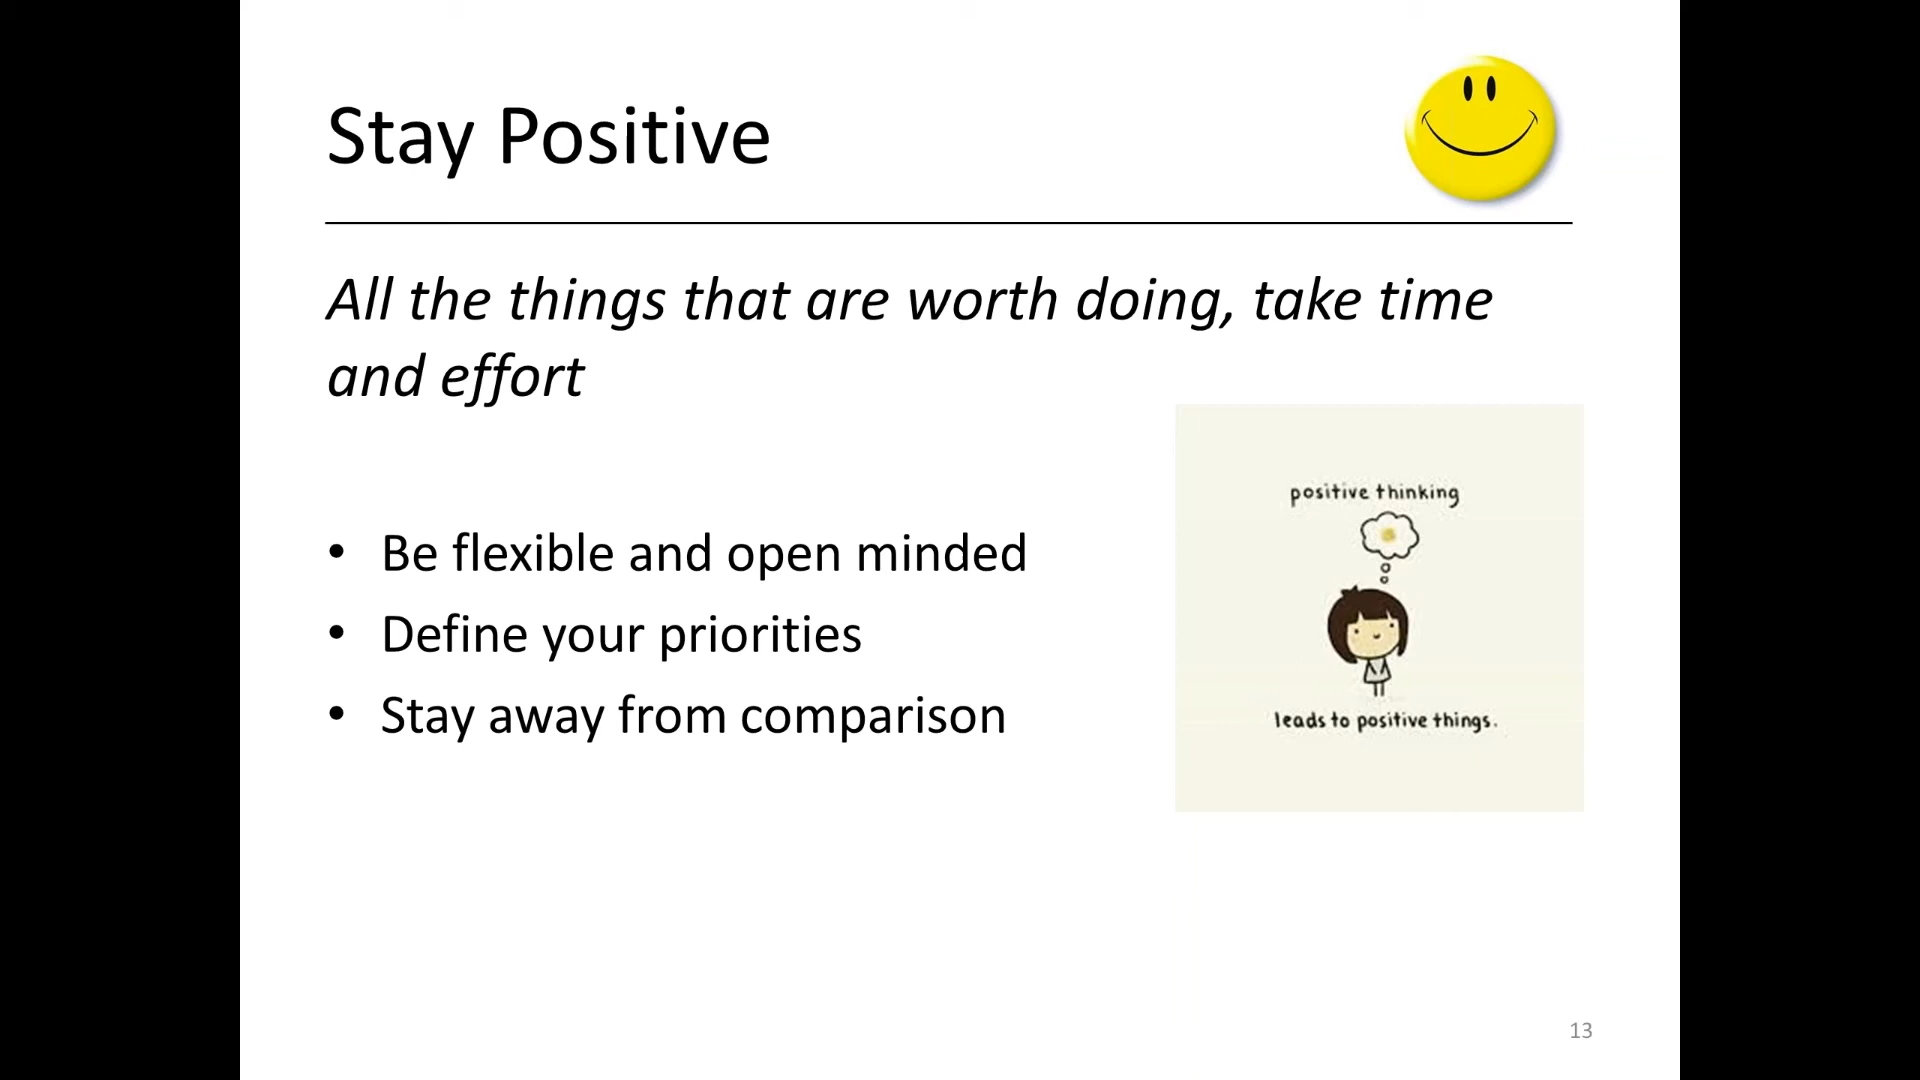 Stay Positive
All the things that are worth doing, take time
and effort
• Be flexible and open minded
• Define your priorities
• Stay away from comparison
positive thinking
leads to positive things.
13